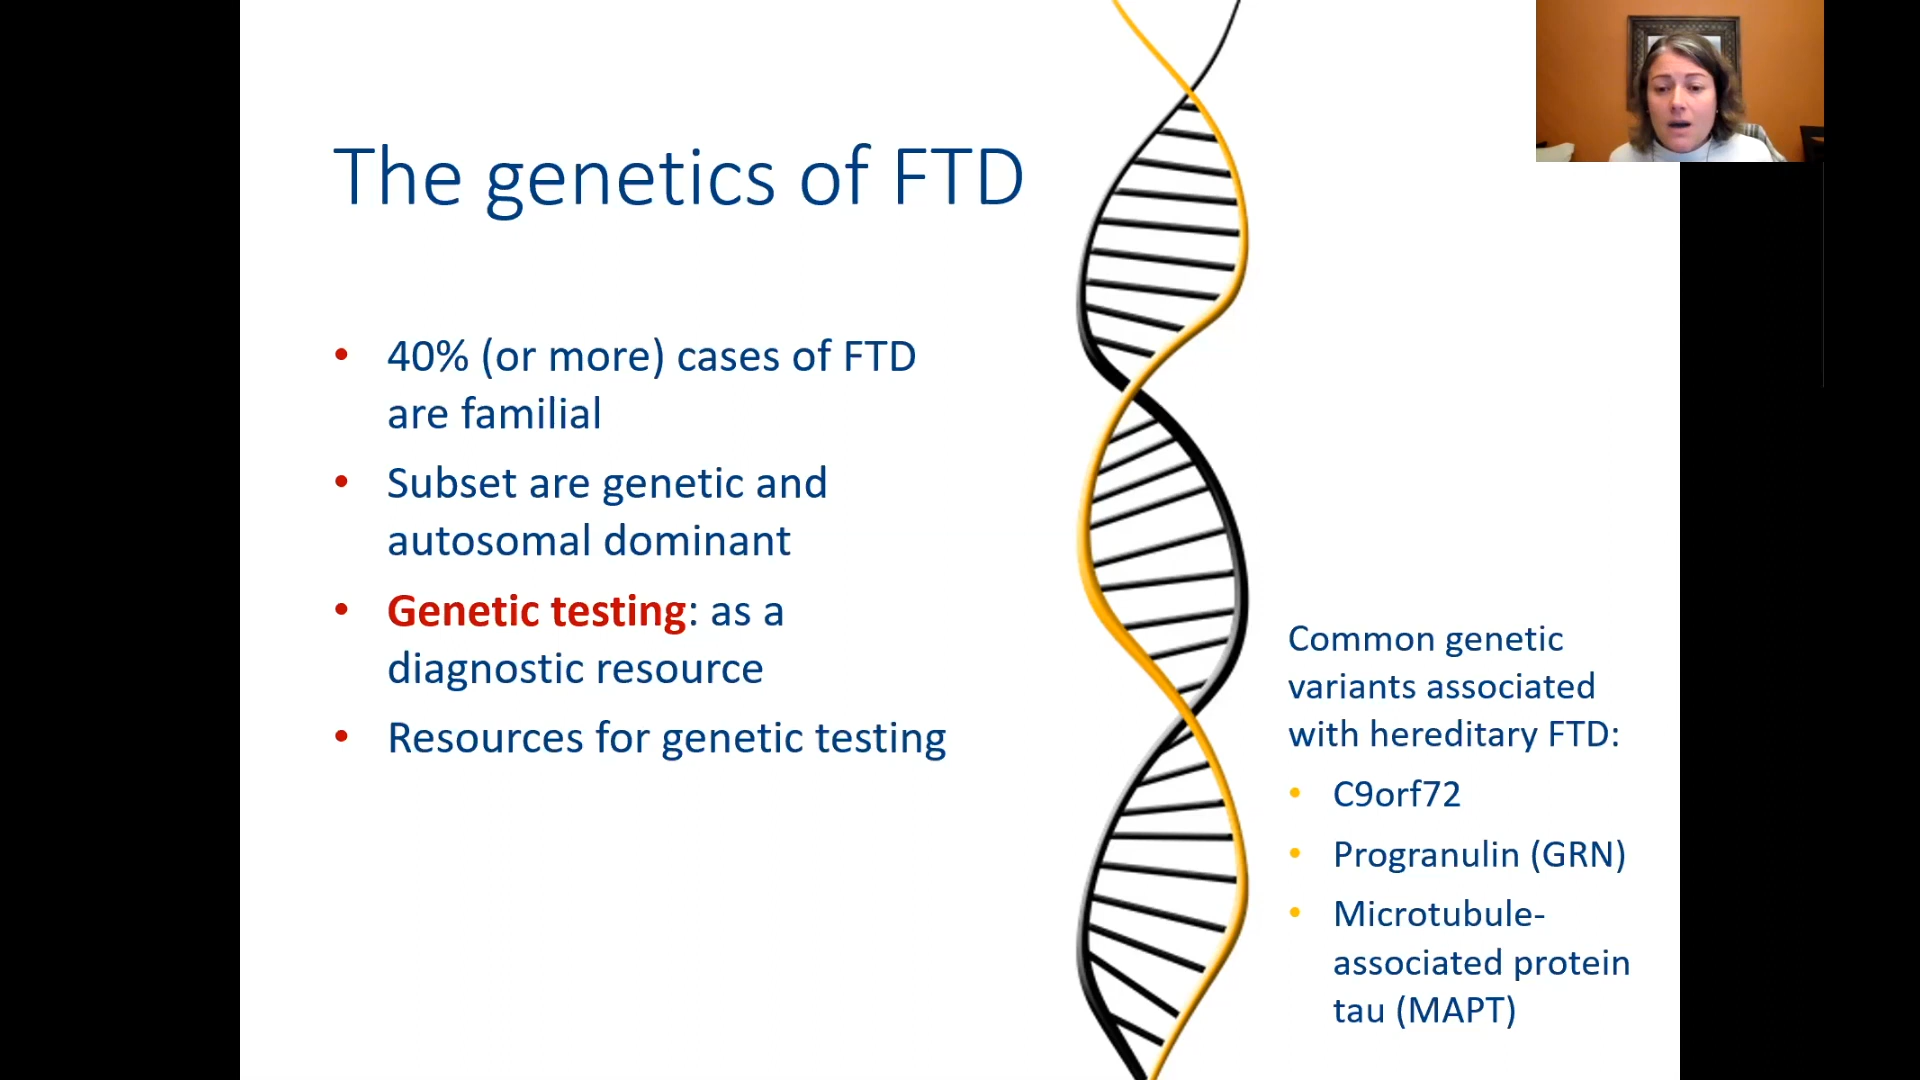 The genetics of FTD
• 40% (or more) cases of FTD
are familial
• Subset are genetic and
autosomal dominant
• Genetic testing: as a
diagnostic resource
• Resources for genetic testing
Common genetic
variants associated
with hereditary FTD:
• C9orf72
• Progranulin (GRN)
• Microtubule-
associated protein
tau (MAPT)